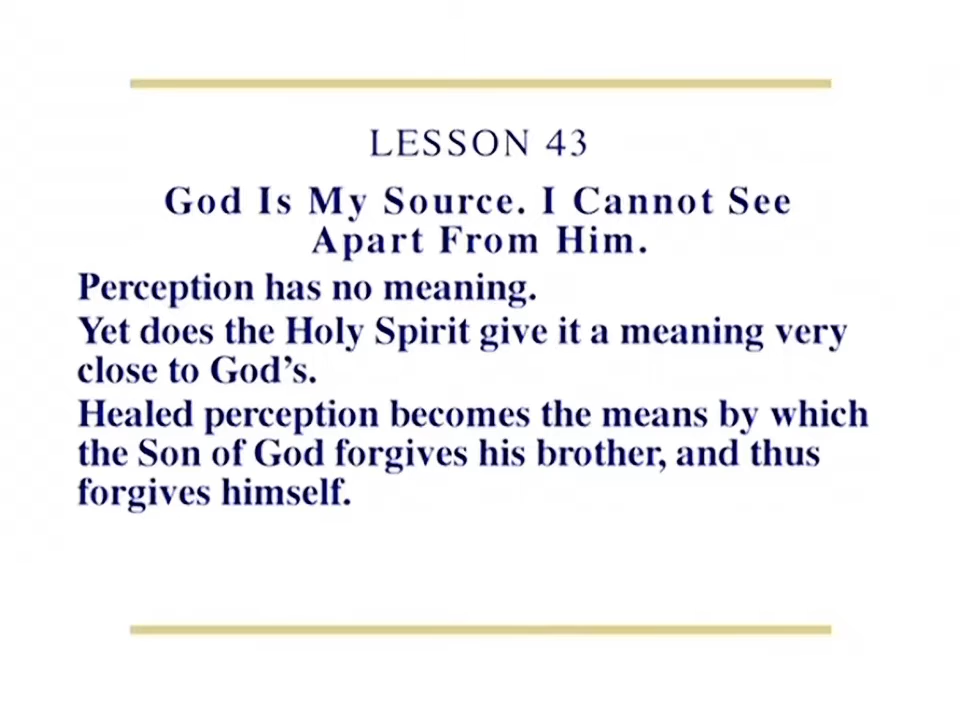 LESSON 43
God Is My Source. I Cannot See
Apart From Him.
Perception has no meaning.
Yet does the Holy Spirit give it a meaning very
close to God’s.
Healed perception becomes the means by which
the Son of God forgives his brother, and thus
forgives himself.